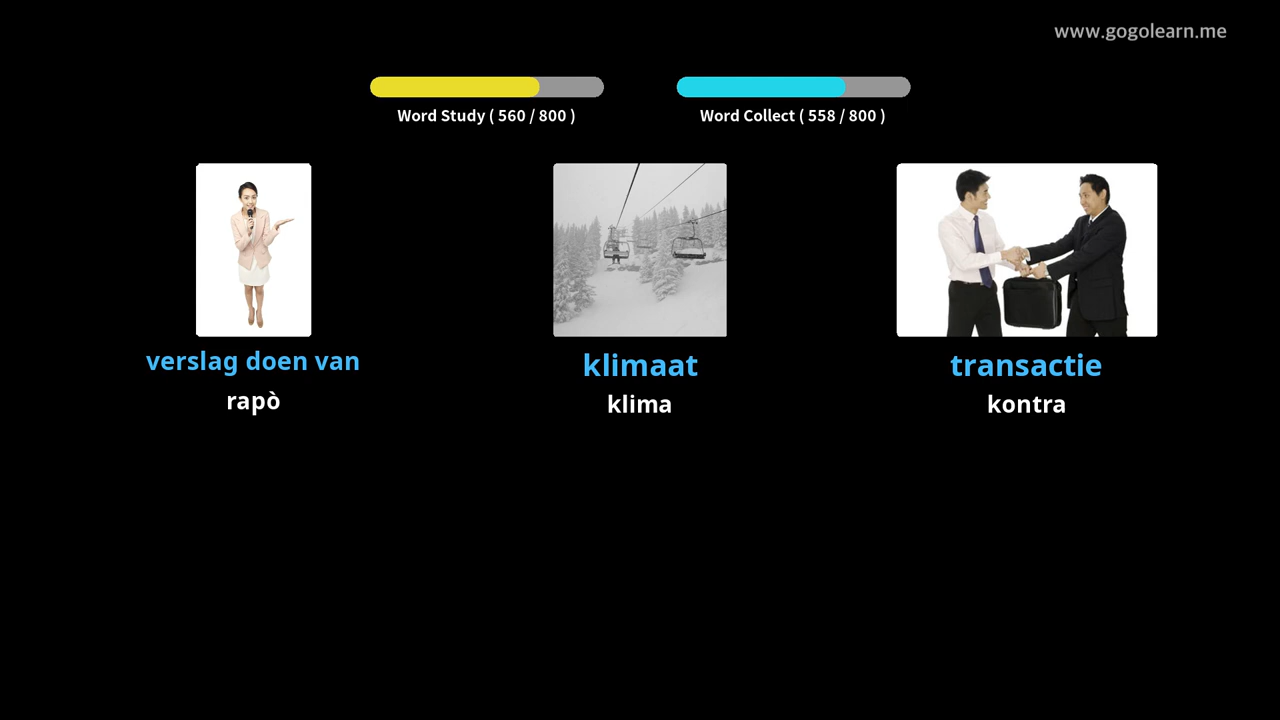 www.gogolearn.me
Word Study ( 560 / 800 )
Word Collect ( 558 / 800 )
verslag doen van
rapò
klimaat
klima
transactie
kontra